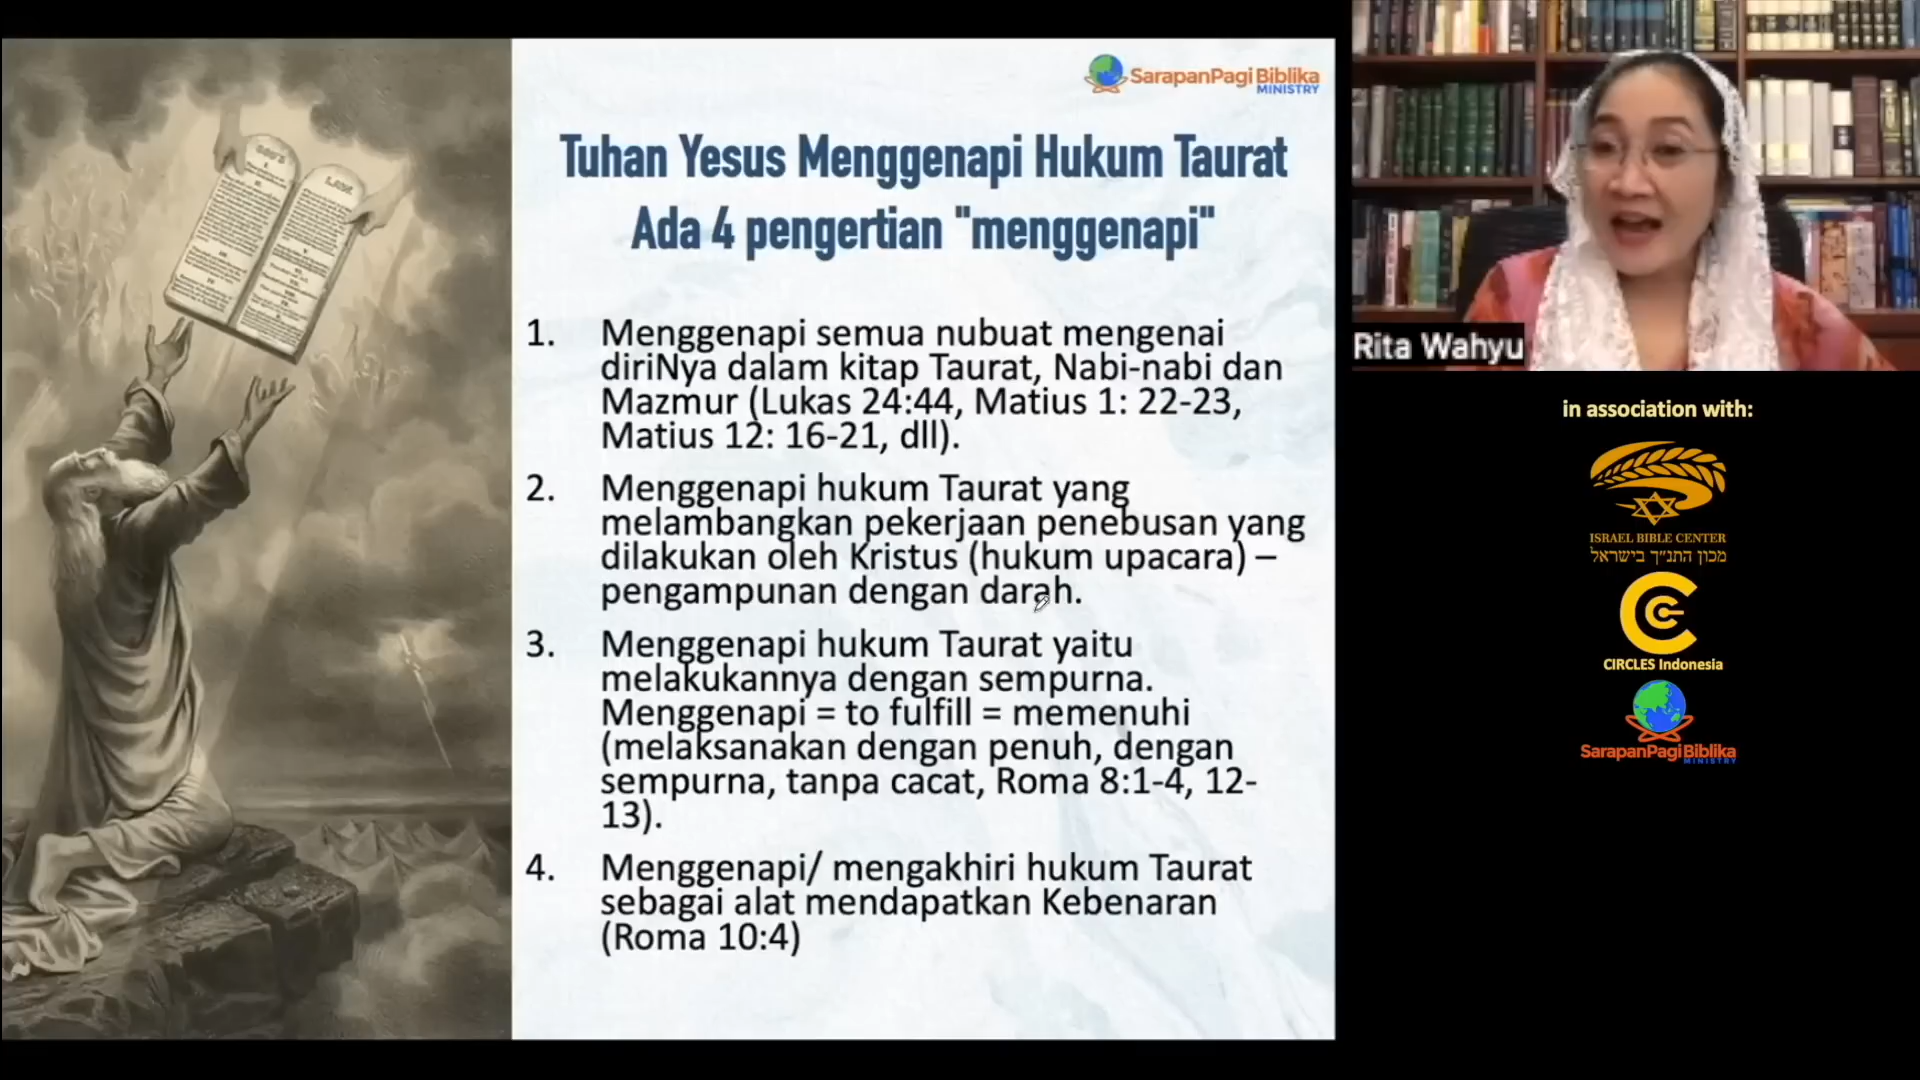 SarapanPagi Biblika
MINISTRY
Tuhan Yesus Menggenapi Hukum Taurat
Ada 4 pengertian "menggenapi"
1. Menggenapi semua nubuat mengenai
diriNya dalam kitap Taurat, Nabi-nabi dan
Mazmur (Lukas 24:44, Matius 1: 22-23,
Matius 12: 16-21, dll).
2. Menggenapi hukum Taurat yang
melambangkan pekerjaan penebusan yang
dilakukan oleh Kristus (hukum upacara) –
pengampunan dengan darah.
3. Menggenapi hukum Taurat yaitu
melakukannya dengan sempurna.
Menggenapi = to fulfill = memenuhi
(melaksanakan dengan penuh, dengan
sempurna, tanpa cacat, Roma 8:1-4, 12-
13).
4. Menggenapi/ mengakhiri hukum Taurat
sebagai alat mendapatkan Kebenaran
(Roma 10:4)
Rita Wahyu
in association with:
ISRAEL BIBLE CENTER
מכון התנ״ך בישראל
CIRCLES Indonesia
SarapanPagi Biblika
MINISTRY